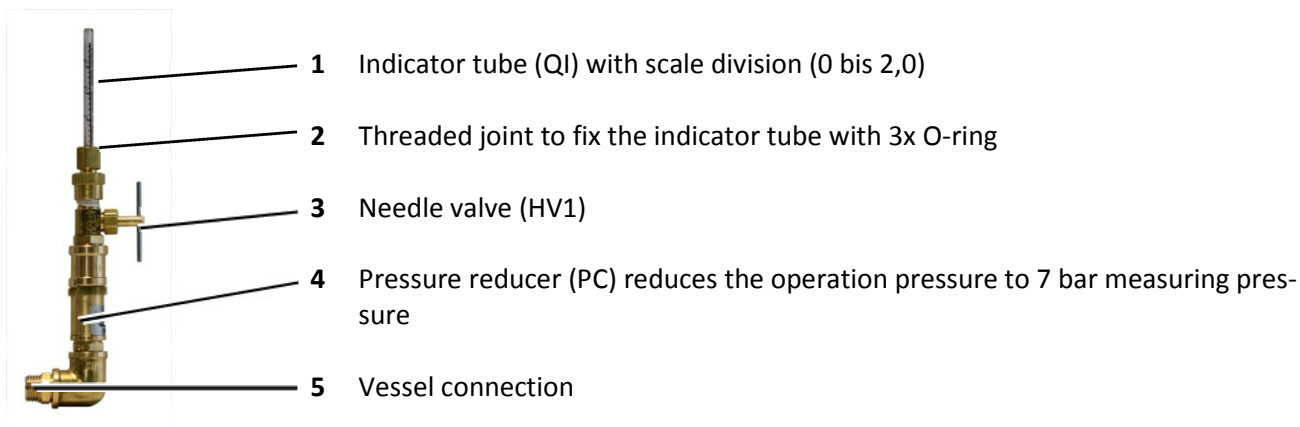 1 Indicator tube (QI) with scale division (0 bis 2,0)
2 Threaded joint to fix the indicator tube with 3x O-ring
3 Needle valve (HV1)
4 Pressure reducer (PC) reduces the operation pressure to 7 bar measuring pres-
sure
5 Vessel connection